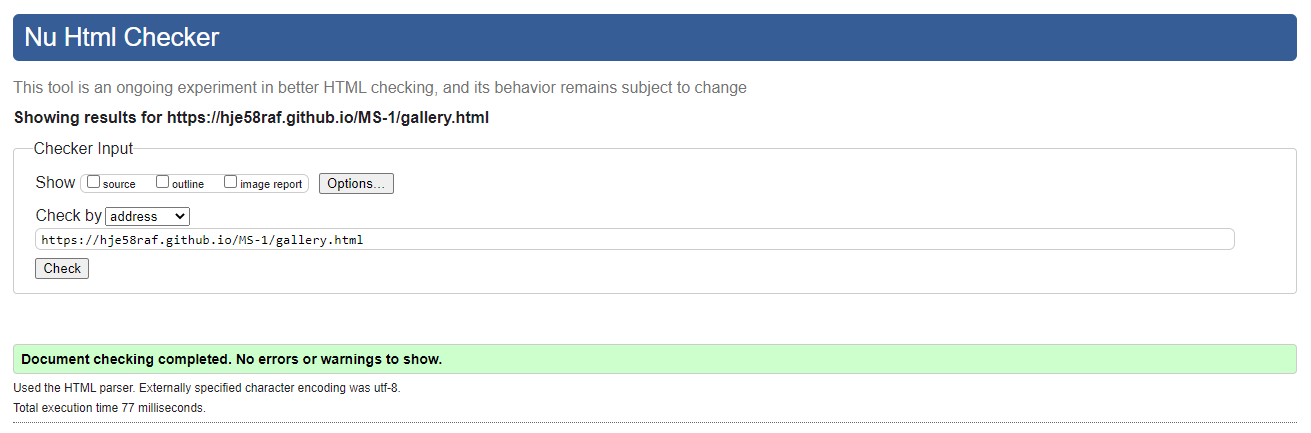 Nu Html Checker
This tool is an ongoing experiment in better HTML checking, and its behavior remains subject to change
Showing results for https://hje58raf.github.io/MS-1/gallery.html
Checker Input
Show source outline image report Options...
Check by address
https://hje58raf.github.io/MS-1/gallery.html
Check
Document checking completed. No errors or warnings to show.
Used the HTML parser. Externally specified character encoding was utf-8.
Total execution time 77 milliseconds.